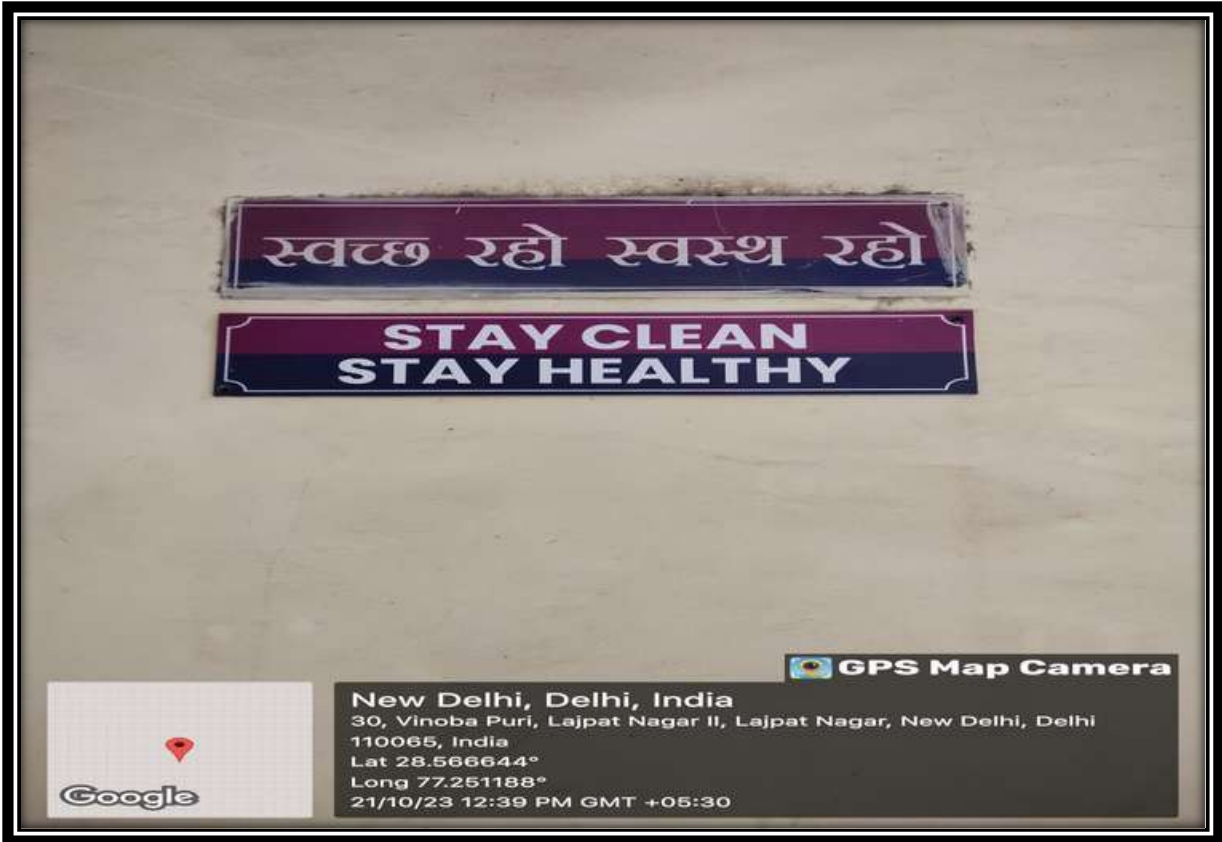 स्वच्छ रहो स्वस्थ रहो
STAY CLEAN
STAY HEALTHY
GPS Map Camera
New Delhi, Delhi, India
30, Vinoba Puri, Lajpat Nagar II, Lajpat Nagar, New Delhi, Delhi
110065, India
Lat 28.566644°
Long 77.251188°
21/10/23 12:39 PM GMT +05:30
Google